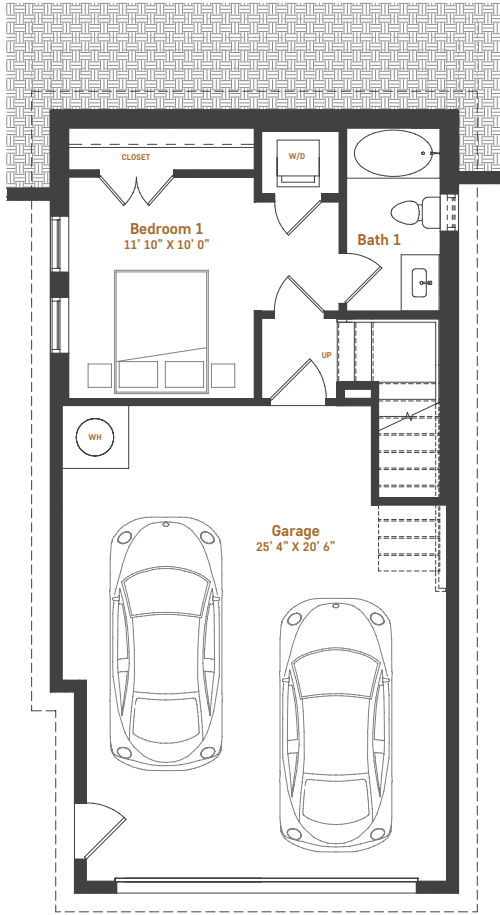 CLOSET
W/D
Bedroom 1
11’ 10” X 10’ 0”
Bath 1
UP
WH
Garage
25’ 4” X 20’ 6”